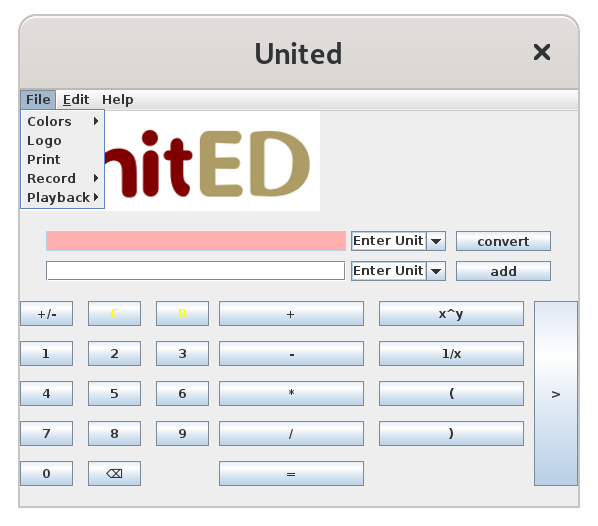 United
File Edit Help
Colors
Logo
Print
Record
Playback
nitED
Enter Unit convert
Enter Unit add
+/- C R + x^y
1 2 3 - 1/x
4 5 6 * ( >
7 8 9 / )
0 ⌫ =